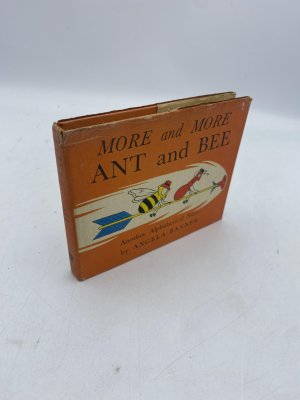 MORE and MORE
ANT and BEE
Another Alphabetical Story
by ANGELA BANNER